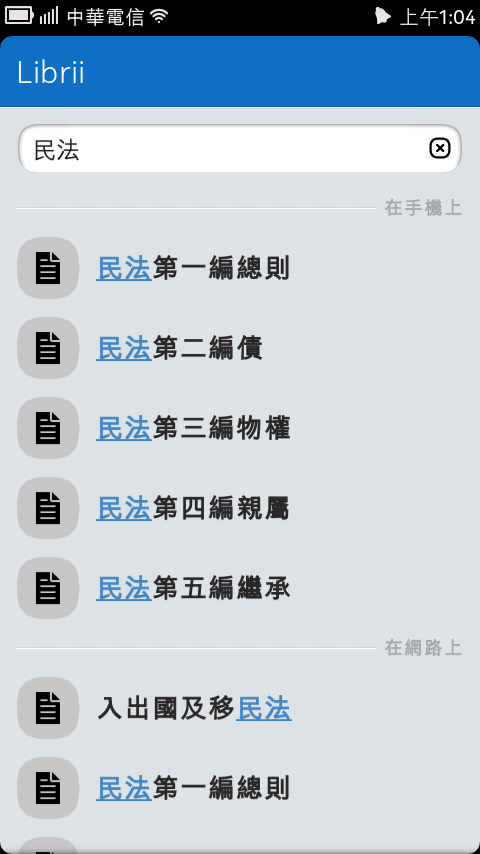 中華電信 上午1:04
Librii
民法
在手機上
民法第一編總則
民法第二編債
民法第三編物權
民法第四編親屬
民法第五編繼承
在網路上
入出國及移民法
民法第一編總則